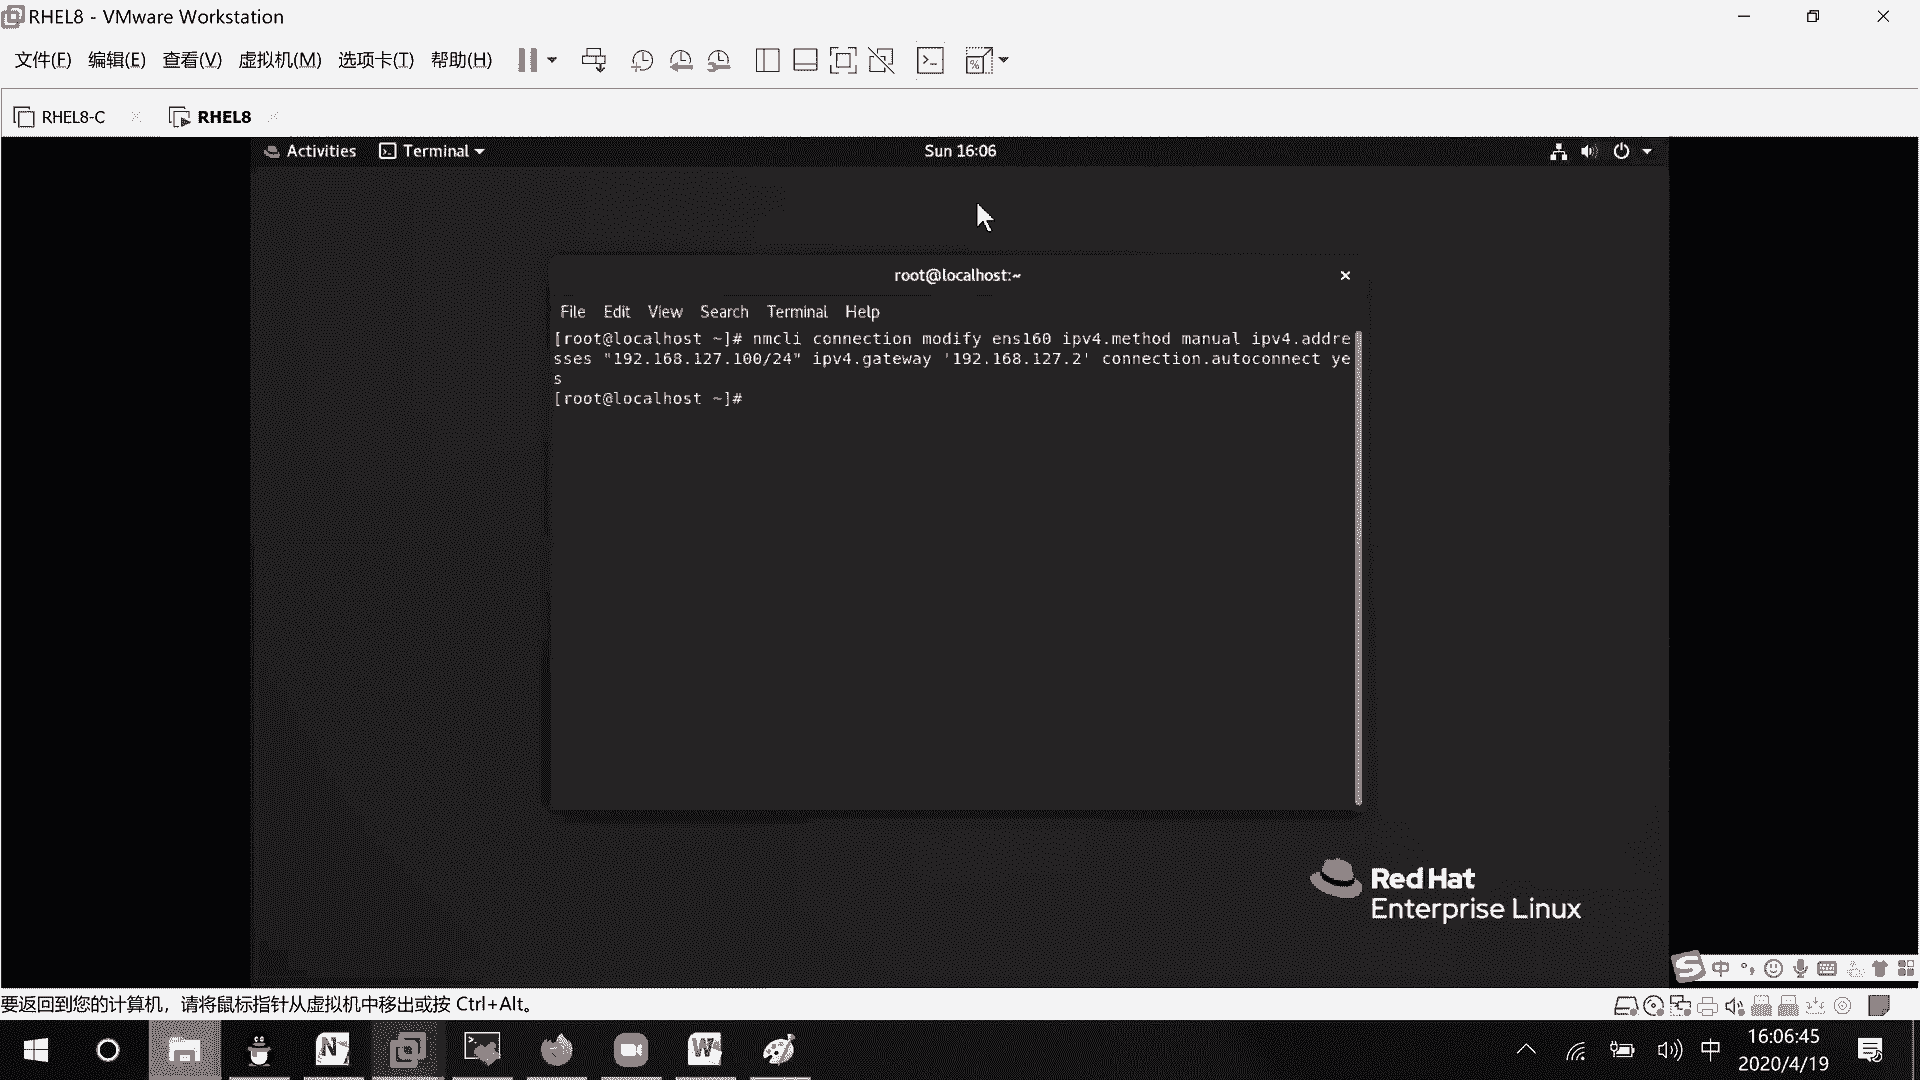 RHEL8 - VMware Workstation
文件(F) 编辑(E) 查看(V) 虚拟机(M) 选项卡(T) 帮助(H)
RHEL8-C RHEL8
Activities Terminal Sun 16:06
root@localhost:~
File Edit View Search Terminal Help
[root@localhost ~]# nmcli connection modify ens160 ipv4.method manual ipv4.addre
sses "192.168.127.100/24" ipv4.gateway '192.168.127.2' connection.autoconnect ye
s
[root@localhost ~]#
Red Hat
Enterprise Linux
中
要返回到您的计算机，请将鼠标指针从虚拟机中移出或按 Ctrl+Alt。
中
16:06:45
2020/4/19